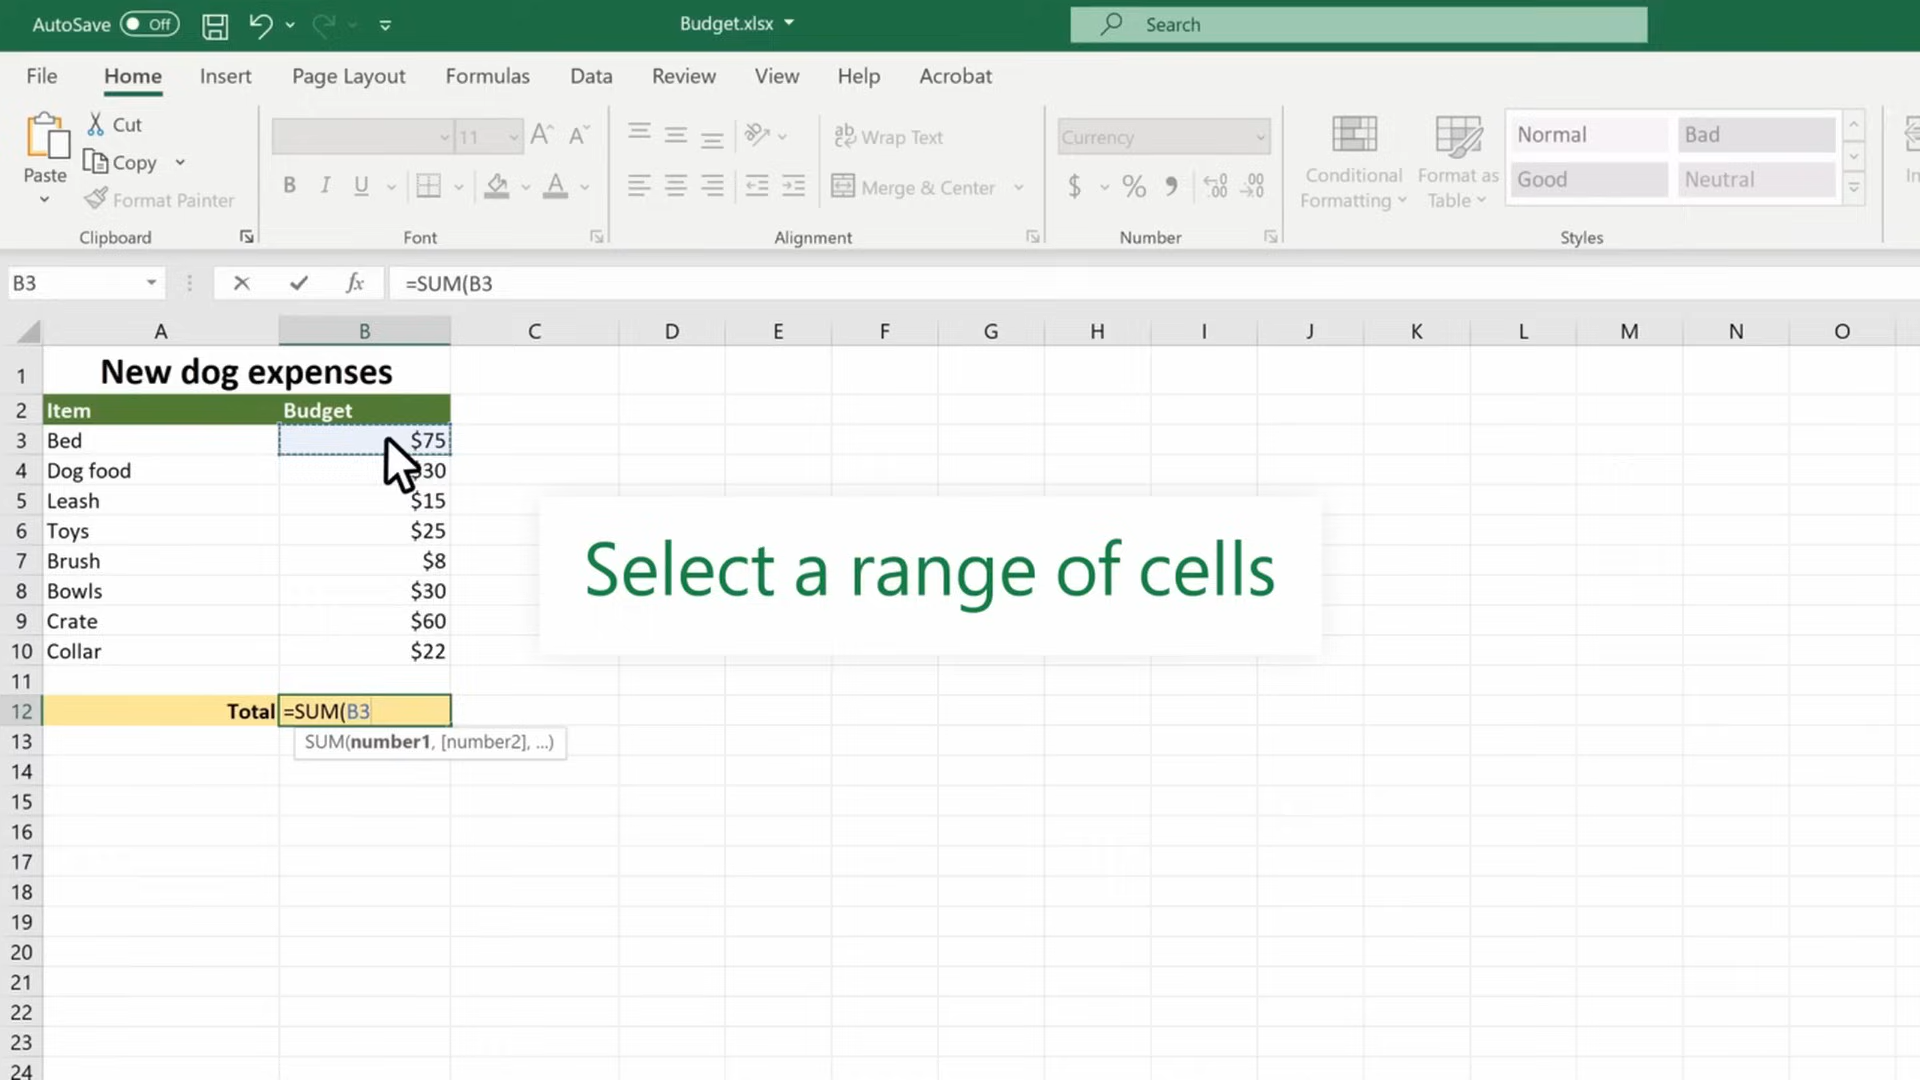 AutoSave Off
Budget.xlsx
Search
File Home Insert Page Layout Formulas Data Review View Help Acrobat
Paste
Cut
Copy
Format Painter
Clipboard
11
B I U
Font
Wrap Text
Merge & Center
Alignment
Currency
$ %
Number
Conditional Formatting
Format as Table
Normal Bad
Good Neutral
Styles
B3
fx =SUM(B3
A B C D E F G H I J K L M N O
1 New dog expenses
2 Item Budget
3 Bed $75
4 Dog food $30
5 Leash $15
6 Toys $25
7 Brush $8
8 Bowls $30
9 Crate $60
10 Collar $22
11
12 Total =SUM(B3
SUM(number1, [number2], ...)
13
14
15
16
17
18
19
20
21
22
23
24
Select a range of cells